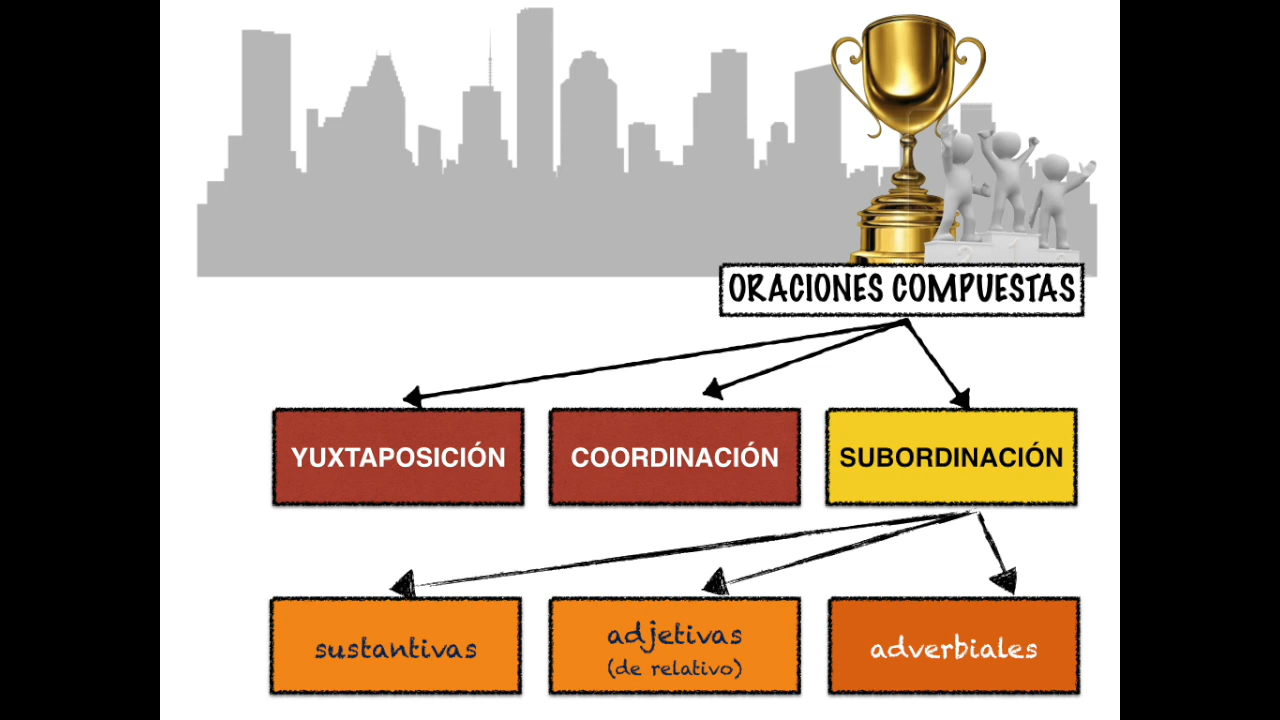 ORACIONES COMPUESTAS
YUXTAPOSICIÓN
COORDINACIÓN
SUBORDINACIÓN
sustantivas
adjetivas
(de relativo)
adverbiales